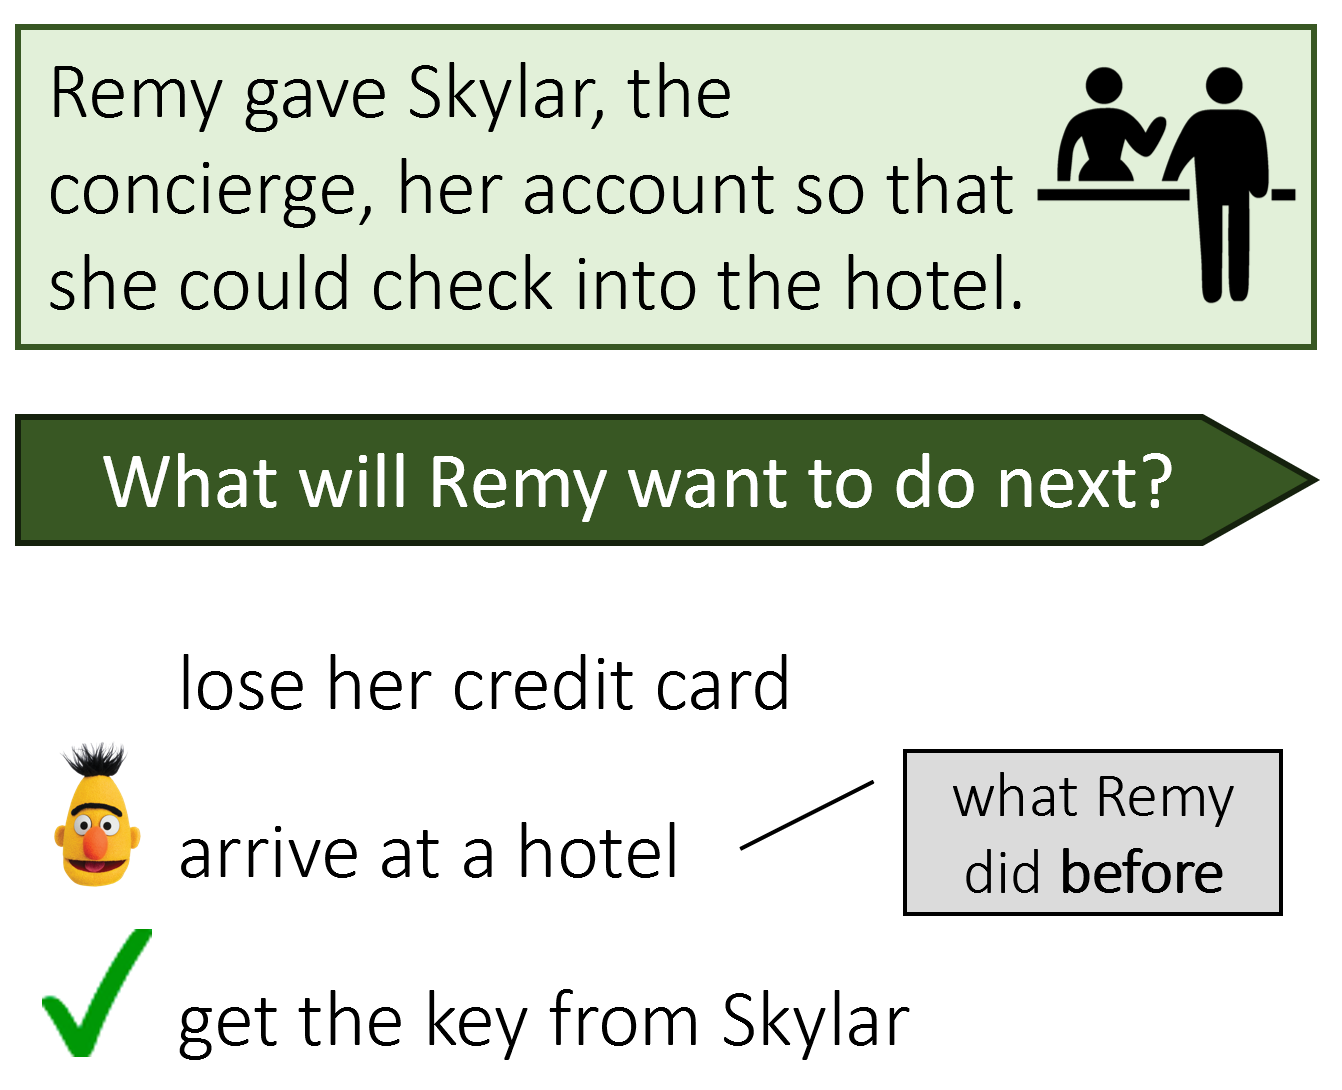 Remy gave Skylar, the
concierge, her account so that
she could check into the hotel.
What will Remy want to do next?
lose her credit card
arrive at a hotel
what Remy
did before
get the key from Skylar